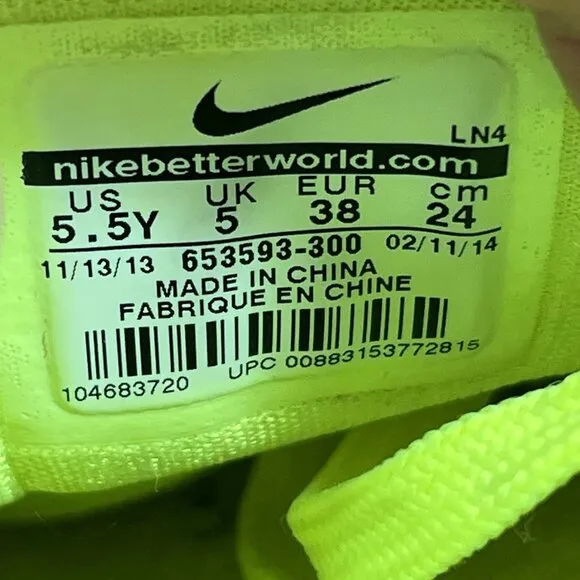 LN4
nikebetterworld.com
US UK EUR cm
5.5Y 5 38 24
11/13/13 653593-300 02/11/14
MADE IN CHINA
FABRIQUE EN CHINE
104683720 UPC 00883153772815